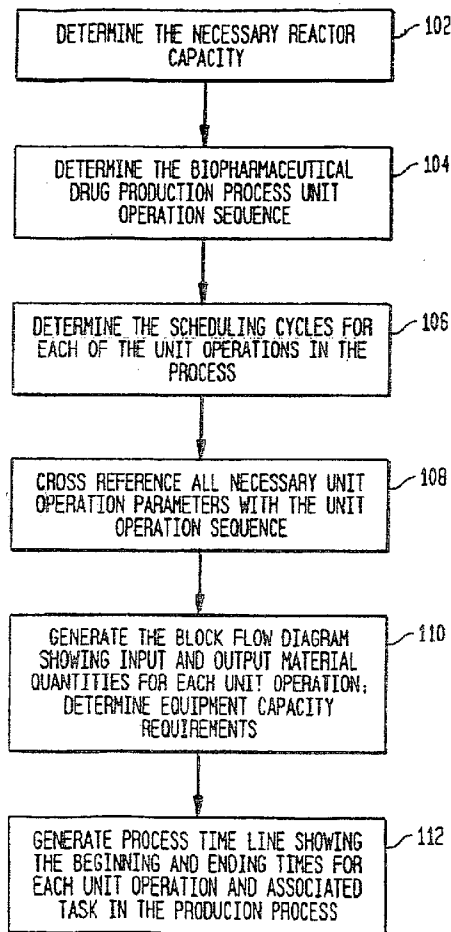 DETERMINE THE NECESSARY REACTOR
CAPACITY
102
DETERMINE THE BIOPHARMACEUTICAL
DRUG PRODUCTION PROCESS UNIT
OPERATION SEQUENCE
104
DETERMINE THE SCHEDULING CYCLES FOR
EACH OF THE UNIT OPERATIONS IN THE
PROCESS
106
CROSS REFERENCE ALL NECESSARY UNIT
OPERATION PARAMETERS WITH THE UNIT
OPERATION SEQUENCE
108
GENERATE THE BLOCK FLOW DIAGRAM
SHOWING INPUT AND OUTPUT MATERIAL
QUANTITIES FOR EACH UNIT OPERATION;
DETERMINE EQUIPMENT CAPACITY
REQUIREMENTS
110
GENERATE PROCESS TIME LINE SHOWING
THE BEGINNING AND ENDING TIMES FOR
EACH UNIT OPERATION AND ASSOCIATED
TASK IN THE PRODUCION PROCESS
112